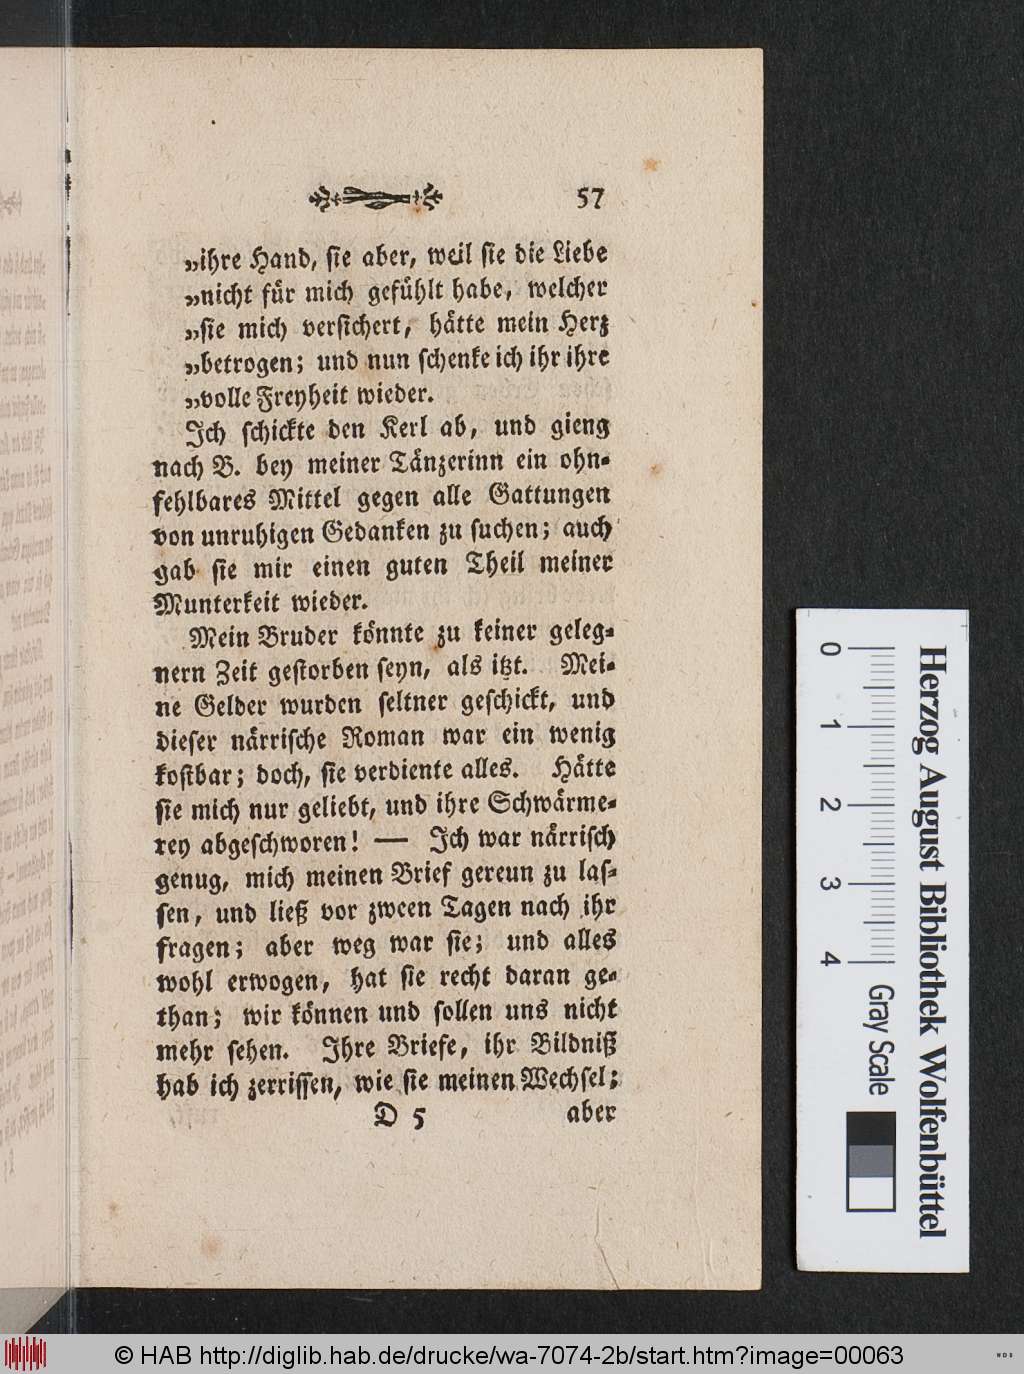 57
„ihre Hand, sie aber, weil sie die Liebe
„nicht für mich gefühlt habe, welcher
„sie mich versichert, hätte mein Herz
„betrogen; und nun schenke ich ihr ihre
„volle Freyheit wieder.
Ich schickte den Kerl ab, und gieng
nach B. bey meiner Tänzerinn ein ohn-
fehlbares Mittel gegen alle Gattungen
von unruhigen Gedanken zu suchen; auch
gab sie mir einen guten Theil meiner
Munterkeit wieder.
Mein Bruder könnte zu keiner geleg-
nern Zeit gestorben seyn, als itzt. Mei-
ne Gelder wurden seltner geschickt, und
dieser närrische Roman war ein wenig
kostbar; doch, sie verdiente alles. Hätte
sie mich nur geliebt, und ihre Schwärme-
rey abgeschworen! — Ich war närrisch
genug, mich meinen Brief gereun zu las-
sen, und ließ vor zween Tagen nach ihr
fragen; aber weg war sie; und alles
wohl erwogen, hat sie recht daran ge-
than; wir können und sollen uns nicht
mehr sehen. Ihre Briefe, ihr Bildniß
hab ich zerrissen, wie sie meinen Wechsel;
D 5 aber
0 1 2 3 4
Gray Scale
Herzog August Bibliothek Wolfenbüttel
© HAB http://diglib.hab.de/drucke/wa-7074-2b/start.htm?image=00063
WDB